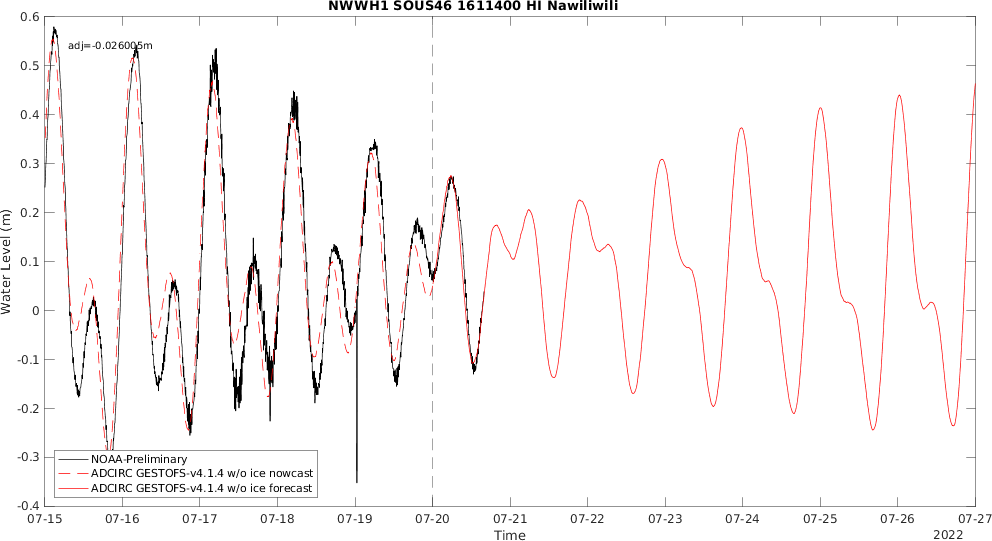 NWWH1 SOUS46 1611400 HI Nawiliwili
adj=-0.026005m
Water Level (m)
0.6
0.5
0.4
0.3
0.2
0.1
0
-0.1
-0.2
-0.3
-0.4
NOAA-Preliminary
ADCIRC GESTOFS-v4.1.4 w/o ice nowcast
ADCIRC GESTOFS-v4.1.4 w/o ice forecast
07-15 07-16 07-17 07-18 07-19 07-20 07-21 07-22 07-23 07-24 07-25 07-26 07-27
Time
2022